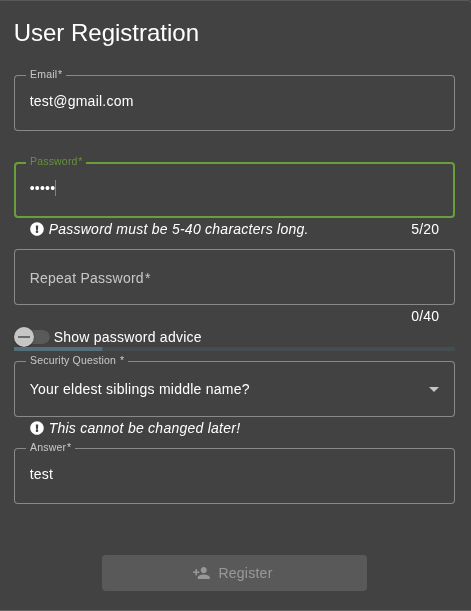 User Registration
Email*
test@gmail.com
Password*
•••••
Password must be 5-40 characters long. 5/20
Repeat Password*
0/40
Show password advice
Security Question *
Your eldest siblings middle name?
This cannot be changed later!
Answer*
test
Register